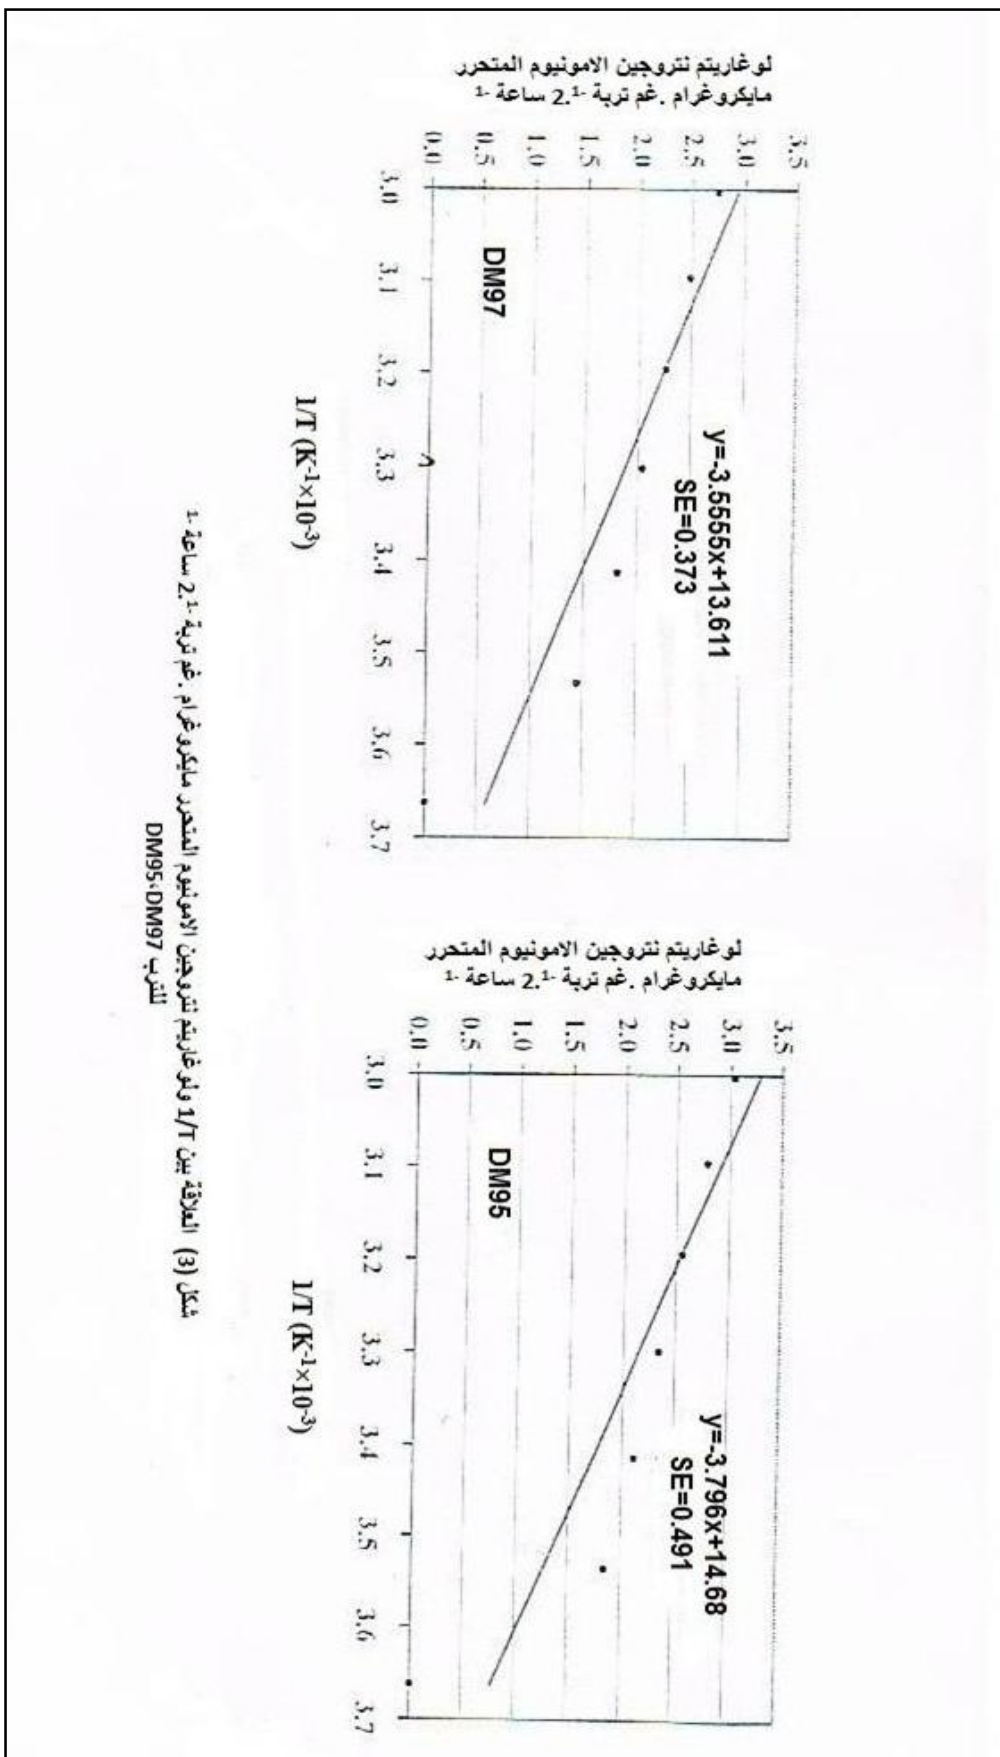 لوغاريتم نتروجين الامونيوم المتحرر
مايكروغرام .غم تربة ⁻¹.2 ساعة ⁻¹
3.5
3.0
2.5
2.0
1.5
1.0
0.5
0.0
3.0
3.1
3.2
3.3
3.4
3.5
3.6
3.7
y=-3.5555x+13.611
SE=0.373
DM97
1/T (K⁻¹×10⁻³)
لوغاريتم نتروجين الامونيوم المتحرر
مايكروغرام .غم تربة ⁻¹.2 ساعة ⁻¹
3.5
3.0
2.5
2.0
1.5
1.0
0.5
0.0
3.0
3.1
3.2
3.3
3.4
3.5
3.6
3.7
y=-3.796x+14.68
SE=0.491
DM95
1/T (K⁻¹×10⁻³)
شكل (3) العلاقة بين 1/T ولوغاريتم نتروجين الامونيوم المتحرر مايكروغرام .غم تربة ⁻¹.2 ساعة ⁻¹
للترب DM95،DM97